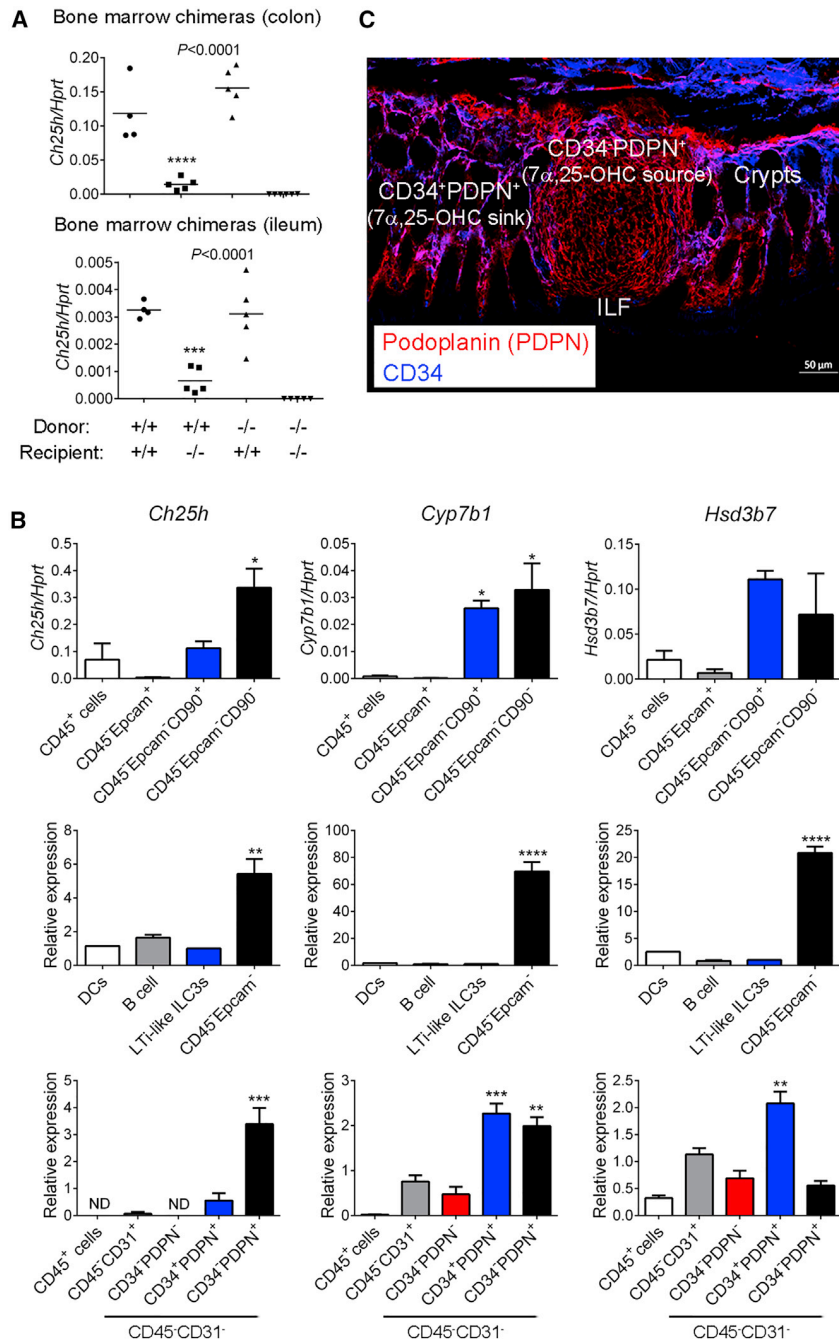 A
Bone marrow chimeras (colon)
P<0.0001
Ch25h/Hprt
0.20
0.15
0.10
0.05
0.00
****
Bone marrow chimeras (ileum)
P<0.0001
Ch25h/Hprt
0.005
0.004
0.003
0.002
0.001
0.000
***
Donor: +/+ +/+ -/- -/-
Recipient: +/+ -/- +/+ -/-
C
CD34⁻PDPN⁺
(7α,25-OHC source)
CD34⁺PDPN⁺
(7α,25-OHC sink)
Crypts
ILF
Podoplanin (PDPN)
CD34
50 µm
B
Ch25h
Ch25h/Hprt
0.5
0.4
0.3
0.2
0.1
0.0
*
CD45⁺ cells
CD45⁻Epcam⁺
CD45⁻Epcam⁻CD90⁺
CD45⁻Epcam⁻CD90⁻
Cyp7b1
Cyp7b1/Hprt
0.05
0.04
0.03
0.02
0.01
0.00
*
*
CD45⁺ cells
CD45⁻Epcam⁺
CD45⁻Epcam⁻CD90⁺
CD45⁻Epcam⁻CD90⁻
Hsd3b7
Hsd3b7/Hprt
0.15
0.10
0.05
0.00
CD45⁺ cells
CD45⁻Epcam⁺
CD45⁻Epcam⁻CD90⁺
CD45⁻Epcam⁻CD90⁻
Relative expression
8
6
4
2
0
**
DCs
B cell
LTi-like ILC3s
CD45⁻Epcam⁻
Relative expression
100
80
60
40
20
0
****
DCs
B cell
LTi-like ILC3s
CD45⁻Epcam⁻
Relative expression
25
20
15
10
5
0
****
DCs
B cell
LTi-like ILC3s
CD45⁻Epcam⁻
Relative expression
5
4
3
2
1
0
ND
ND
***
CD45⁺ cells
CD45⁻CD31⁺
CD34⁻PDPN⁻
CD34⁺PDPN⁺
CD34⁻PDPN⁺
CD45⁻CD31⁻
Relative expression
3
2
1
0
***
**
CD45⁺ cells
CD45⁻CD31⁺
CD34⁻PDPN⁻
CD34⁺PDPN⁺
CD34⁻PDPN⁺
CD45⁻CD31⁻
Relative expression
2.5
2.0
1.5
1.0
0.5
0.0
**
CD45⁺ cells
CD45⁻CD31⁺
CD34⁻PDPN⁻
CD34⁺PDPN⁺
CD34⁻PDPN⁺
CD45⁻CD31⁻